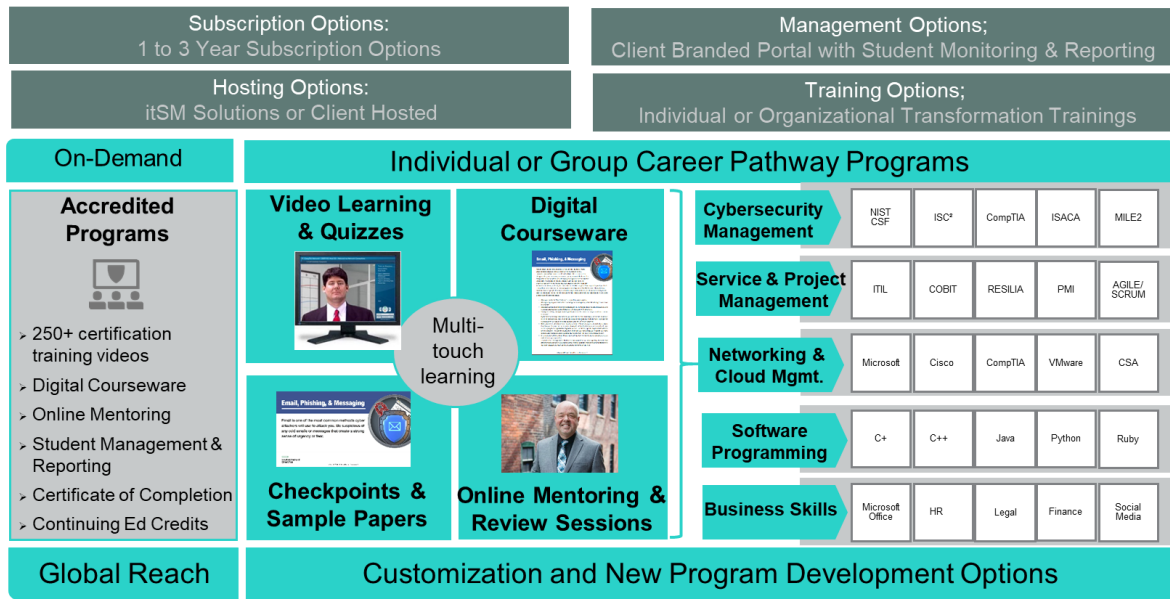 Subscription Options:
1 to 3 Year Subscription Options
Management Options;
Client Branded Portal with Student Monitoring & Reporting
Hosting Options:
itSM Solutions or Client Hosted
Training Options;
Individual or Organizational Transformation Trainings
On-Demand
Individual or Group Career Pathway Programs
Accredited
Programs
➢ 250+ certification
training videos
➢ Digital Courseware
➢ Online Mentoring
➢ Student Management &
Reporting
➢ Certificate of Completion
➢ Continuing Ed Credits
Video Learning
& Quizzes
Digital
Courseware
Email, Phishing, & Messaging
Multi-
touch
learning
Email, Phishing, & Messaging
Checkpoints &
Sample Papers
Online Mentoring &
Review Sessions
Cybersecurity
Management
NIST
CSF
ISC²
CompTIA
ISACA
MILE2
Service & Project
Management
ITIL
COBIT
RESILIA
PMI
AGILE/
SCRUM
Networking &
Cloud Mgmt.
Microsoft
Cisco
CompTIA
VMware
CSA
Software
Programming
C+
C++
Java
Python
Ruby
Business Skills
Microsoft
Office
HR
Legal
Finance
Social
Media
Global Reach
Customization and New Program Development Options